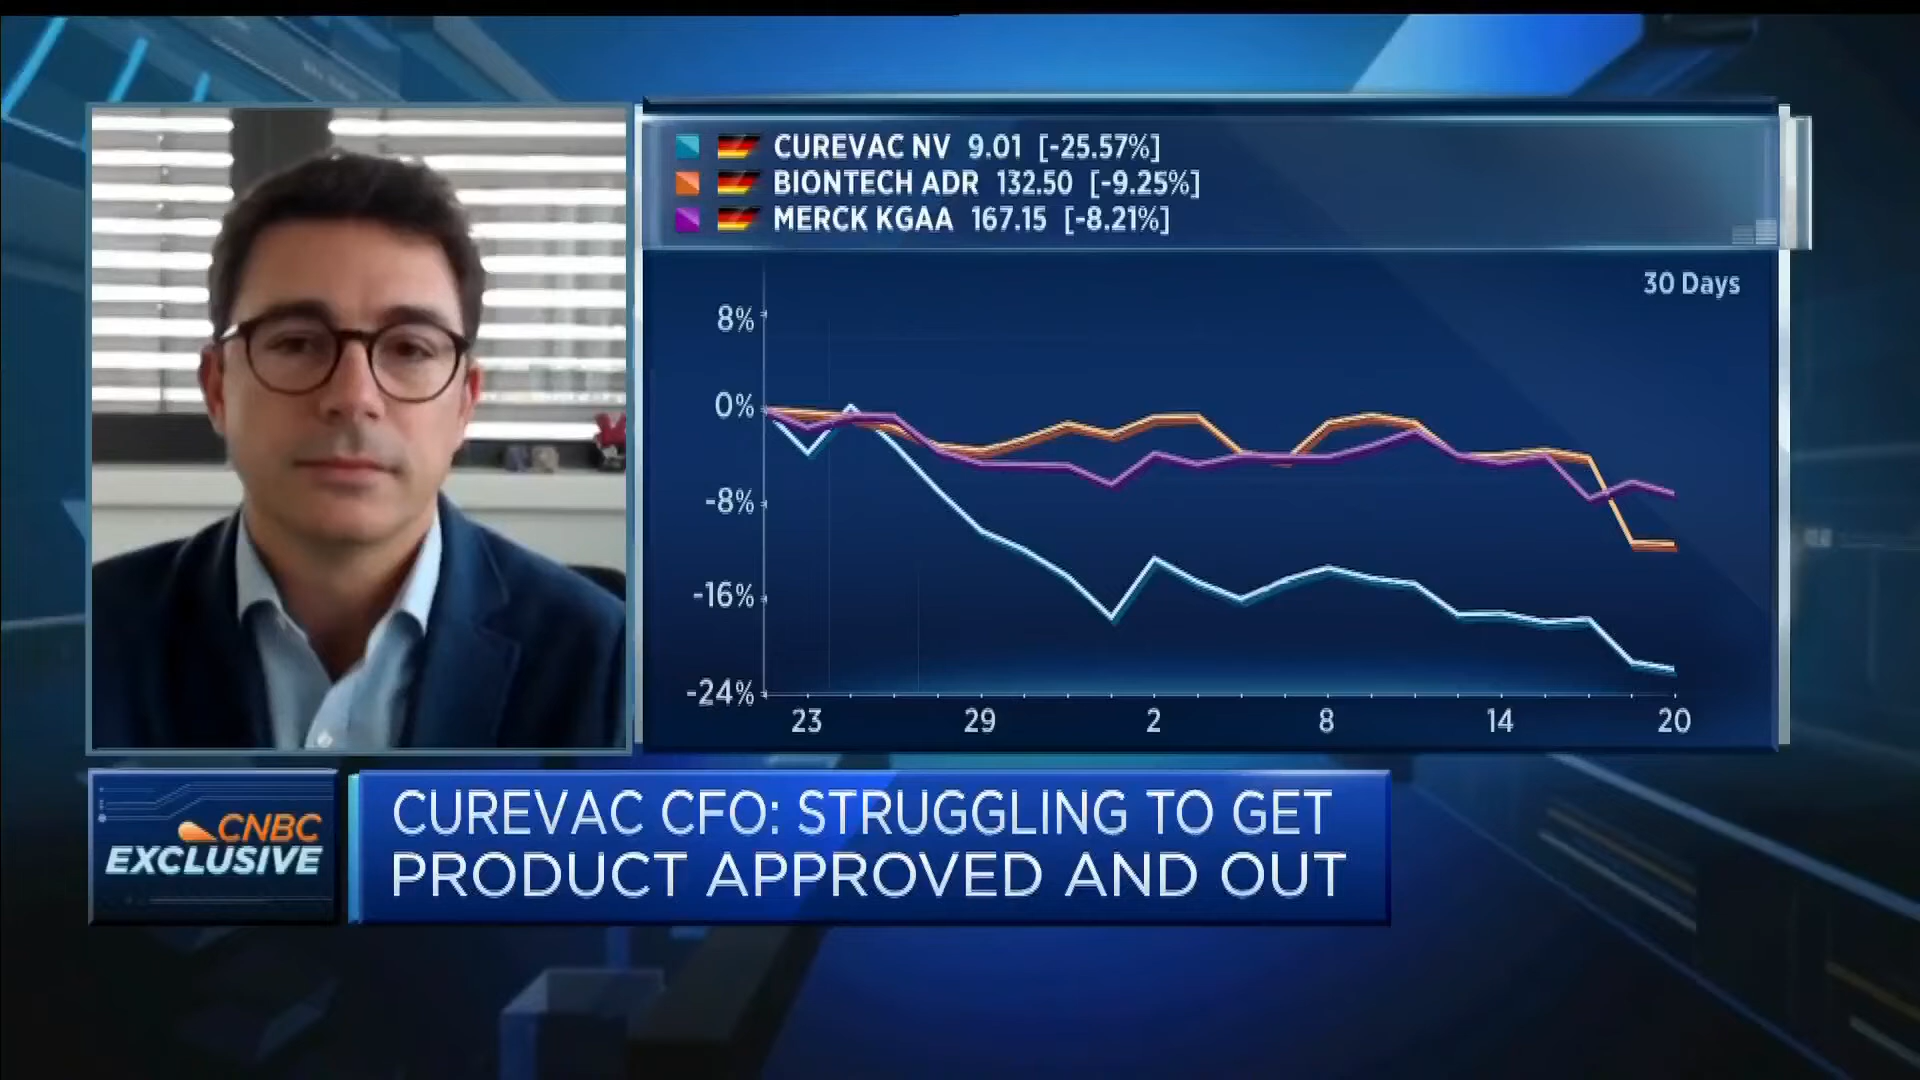 CUREVAC NV 9.01 [-25.57%]
BIONTECH ADR 132.50 [-9.25%]
MERCK KGAA 167.15 [-8.21%]
30 Days
8%
0%
-8%
-16%
-24%
23 29 2 8 14 20
CNBC
EXCLUSIVE
CUREVAC CFO: STRUGGLING TO GET
PRODUCT APPROVED AND OUT